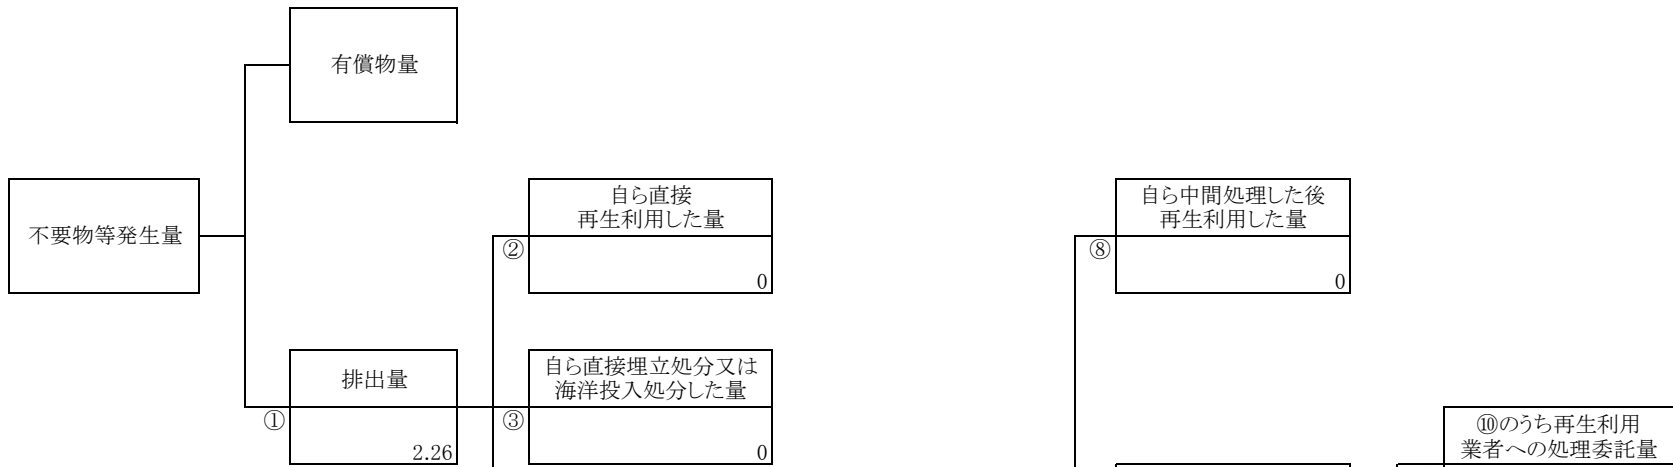 有償物量
不要物等発生量
自ら直接
再生利用した量
②
0
自ら中間処理した後
再生利用した量
⑧
0
排出量
①
2.26
自ら直接埋立処分又は
海洋投入処分した量
③
0
⑩のうち再生利用
業者への処理委託量